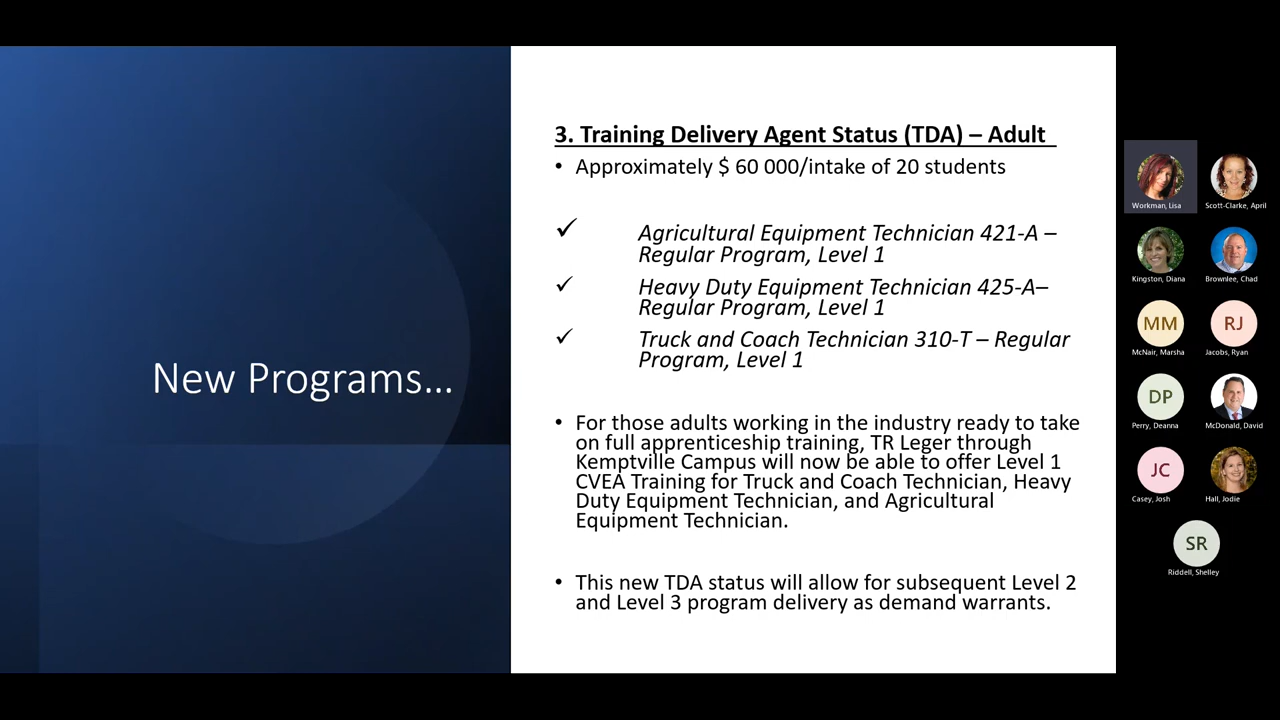 New Programs...
3. Training Delivery Agent Status (TDA) – Adult
• Approximately $ 60 000/intake of 20 students
✓ Agricultural Equipment Technician 421-A –
Regular Program, Level 1
✓ Heavy Duty Equipment Technician 425-A–
Regular Program, Level 1
✓ Truck and Coach Technician 310-T – Regular
Program, Level 1
• For those adults working in the industry ready to take
on full apprenticeship training, TR Leger through
Kemptville Campus will now be able to offer Level 1
CVEA Training for Truck and Coach Technician, Heavy
Duty Equipment Technician, and Agricultural
Equipment Technician.
• This new TDA status will allow for subsequent Level 2
and Level 3 program delivery as demand warrants.
Workman, Lisa
Scott-Clarke, April
Kingston, Diana
Brownlee, Chad
MM
RJ
McNair, Marsha
Jacobs, Ryan
DP
Perry, Deanna
McDonald, David
JC
Casey, Josh
Hall, Jodie
SR
Riddell, Shelley